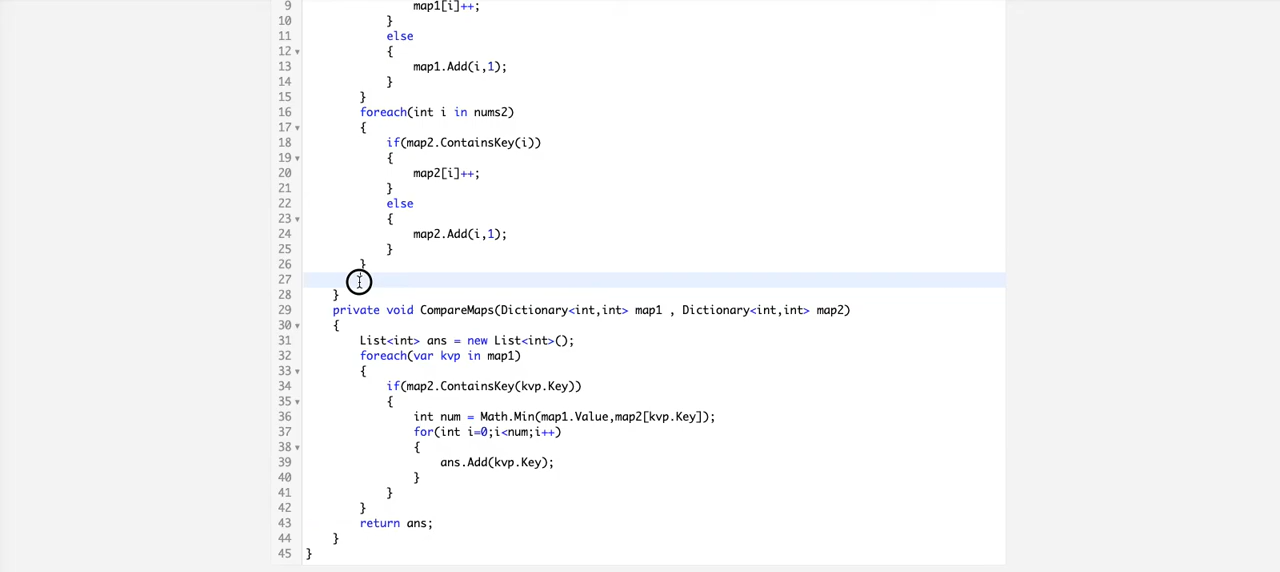 9 map1[i]++;
10 }
11 else
12 {
13 map1.Add(i,1);
14 }
15 }
16 foreach(int i in nums2)
17 {
18 if(map2.ContainsKey(i))
19 {
20 map2[i]++;
21 }
22 else
23 {
24 map2.Add(i,1);
25 }
26 }
27
28 }
29 private void CompareMaps(Dictionary<int,int> map1 , Dictionary<int,int> map2)
30 {
31 List<int> ans = new List<int>();
32 foreach(var kvp in map1)
33 {
34 if(map2.ContainsKey(kvp.Key))
35 {
36 int num = Math.Min(map1.Value,map2[kvp.Key]);
37 for(int i=0;i<num;i++)
38 {
39 ans.Add(kvp.Key);
40 }
41 }
42 }
43 return ans;
44 }
45 }